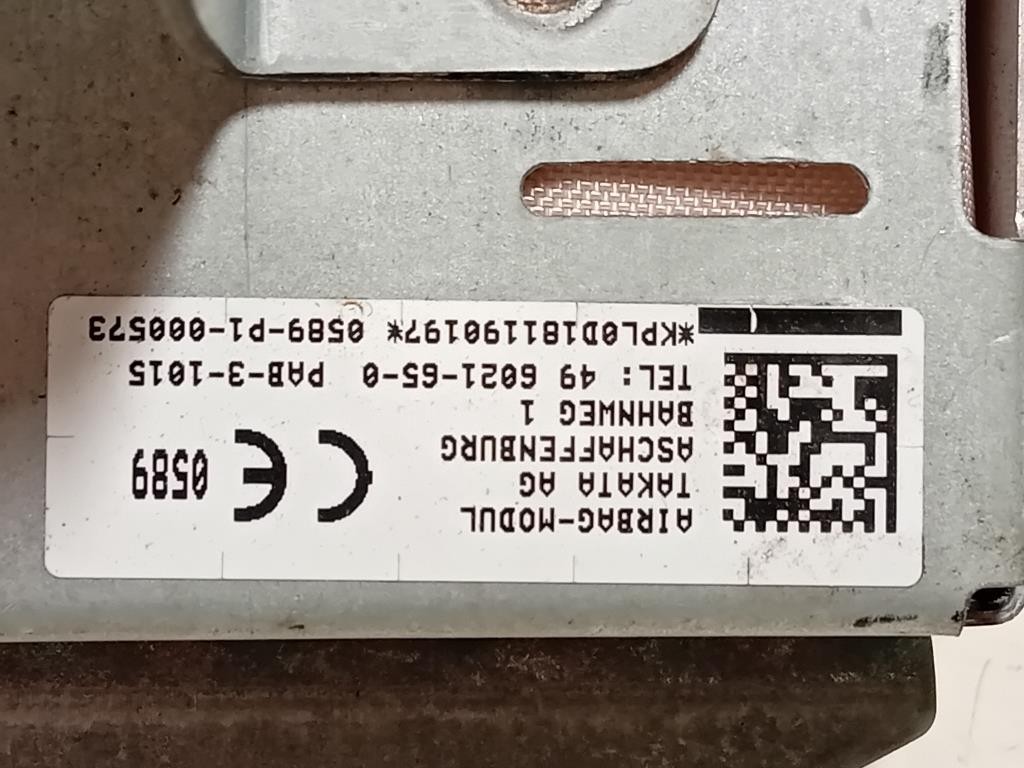 AIRBAG-MODUL
TAKATA AG
ASCHAFFENBURG
BAHNWEG 1
TEL: 49 6021-65-0 PAB-3-1015
*KPL0D181190197* 0589-P1-000573
CE 0589